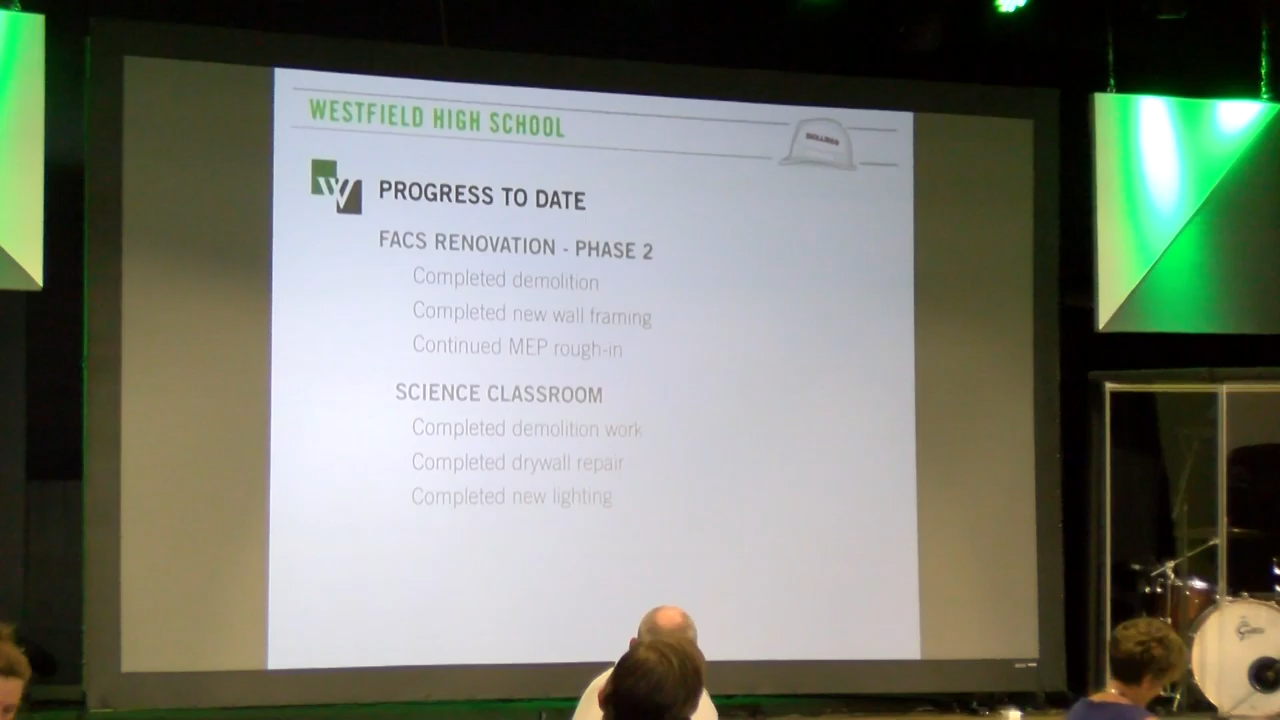 WESTFIELD HIGH SCHOOL
W
PROGRESS TO DATE
FACS RENOVATION - PHASE 2
Completed demolition
Completed new wall framing
Continued MEP rough-in
SCIENCE CLASSROOM
Completed demolition work
Completed drywall repair
Completed new lighting
Gretsch